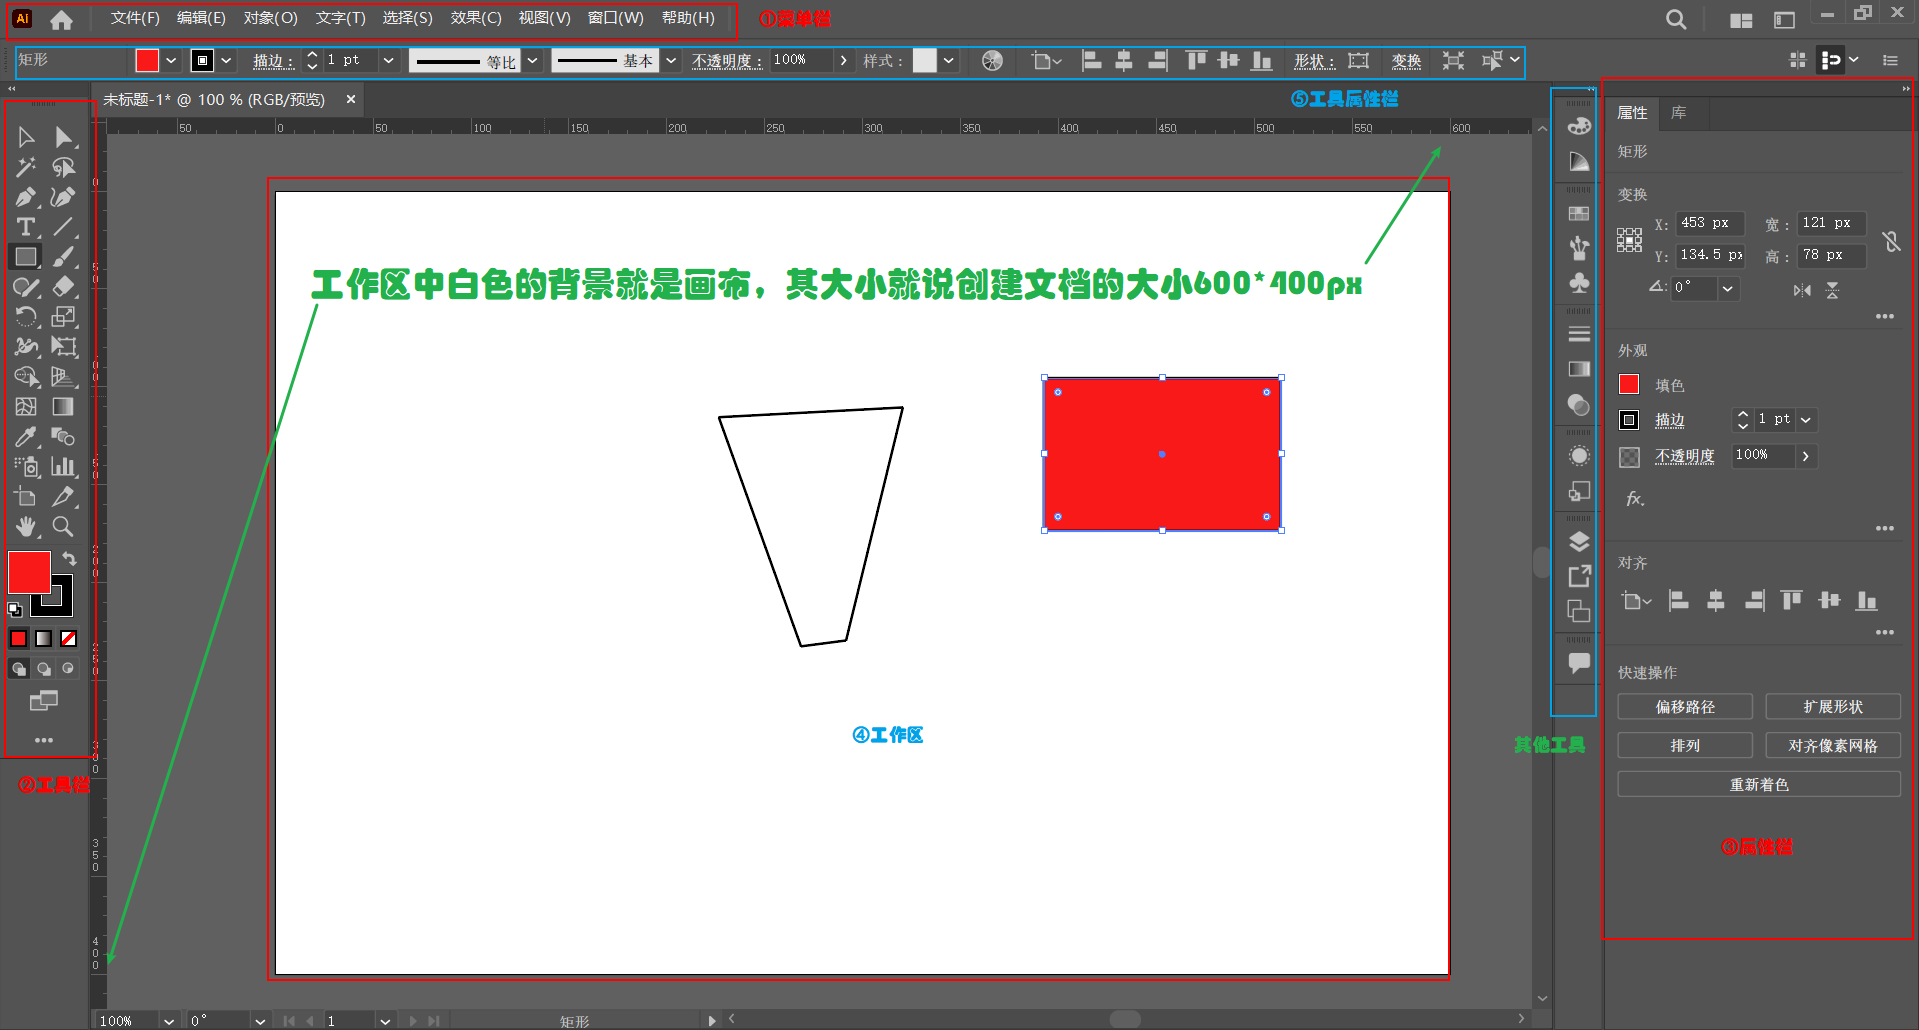 Ai 文件(F) 编辑(E) 对象(O) 文字(T) 选择(S) 效果(C) 视图(V) 窗口(W) 帮助(H) ①菜单栏
矩形 描边： 1 pt 等比 基本 不透明度： 100% 样式： 形状： 变换
未标题-1* @ 100 % (RGB/预览) ×
⑤工具属性栏
50 0 50 100 150 200 250 300 350 400 450 500 550 600
属性 库
矩形
变换
X: 453 px 宽： 121 px
Y: 134.5 px 高： 78 px
0°
工作区中白色的背景就是画布，其大小就说创建文档的大小600*400px
外观
填色
描边 1 pt
不透明度 100%
fx.
对齐
快速操作
偏移路径 扩展形状
排列 对齐像素网格
重新着色
④工作区
其他工具
②工具栏
③属性栏
350
400
100% 0° 1 矩形